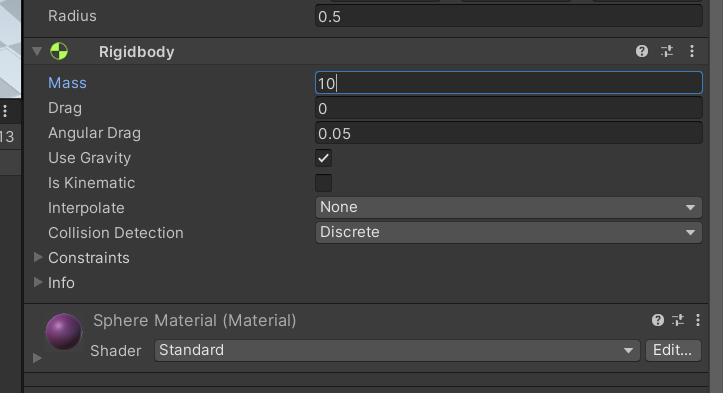 Radius 0.5
Rigidbody
Mass 10
Drag 0
Angular Drag 0.05
13
Use Gravity
Is Kinematic
Interpolate None
Collision Detection Discrete
Constraints
Info
Sphere Material (Material)
Shader Standard Edit...